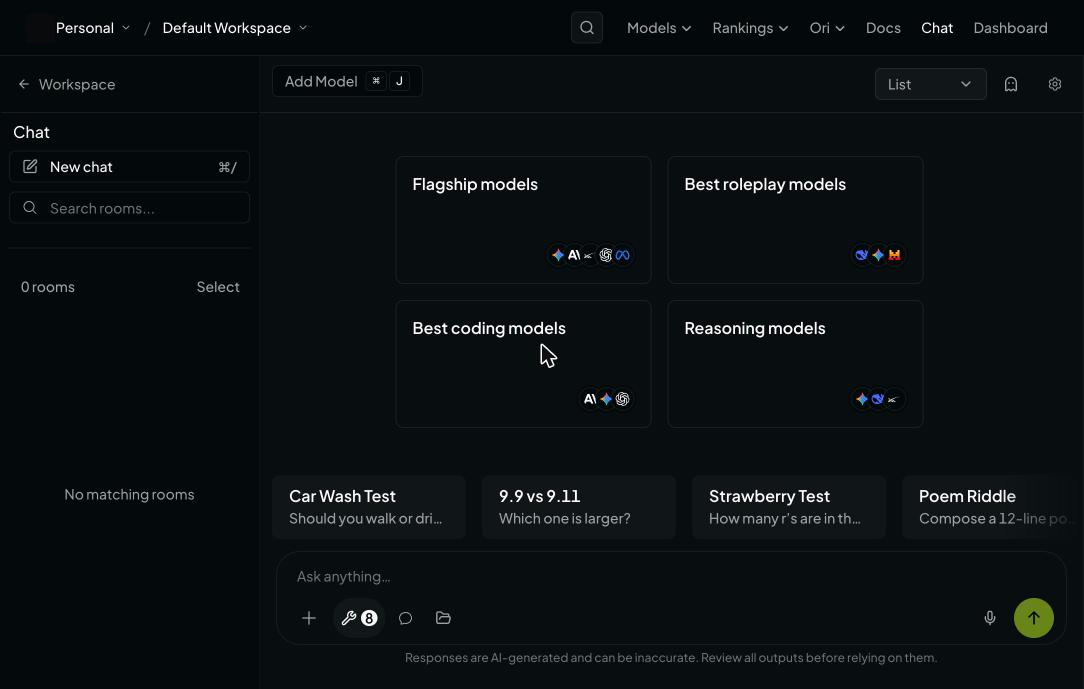 Personal / Default Workspace
Models Rankings Ori Docs Chat Dashboard
← Workspace
Add Model ⌘ J
List
Chat
New chat ⌘/
Search rooms...
0 rooms Select
No matching rooms
Flagship models
Best roleplay models
Best coding models
Reasoning models
Car Wash Test
Should you walk or dri...
9.9 vs 9.11
Which one is larger?
Strawberry Test
How many r's are in th...
Poem Riddle
Compose a 12-line po...
Ask anything...
8
Responses are AI-generated and can be inaccurate. Review all outputs before relying on them.